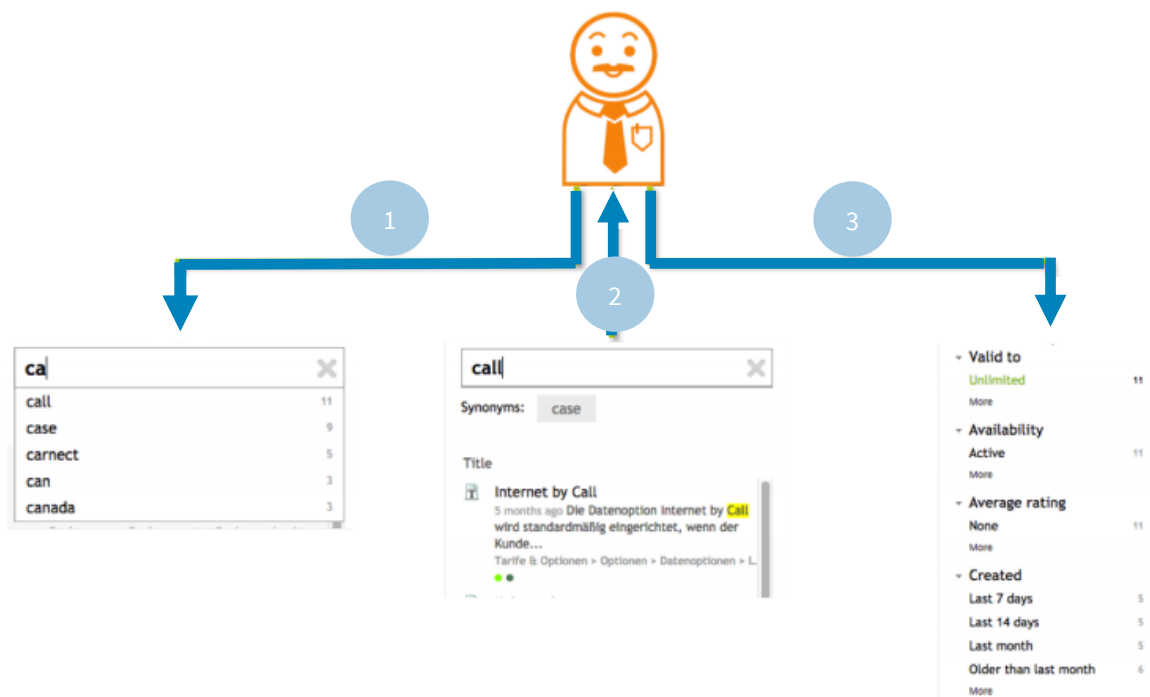 1
3
2
ca
call 11
case 9
carnect 5
can 3
canada 3
call
Synonyms: case
Title
Internet by Call
5 months ago Die Datenoption Internet by Call
wird standardmäßig eingerichtet, wenn der
Kunde...
Tarife & Optionen > Optionen > Datenoptionen > I.
Valid to
Unlimited 11
More
Availability
Active 11
More
Average rating
None 11
More
Created
Last 7 days 5
Last 14 days 5
Last month 5
Older than last month 6
More